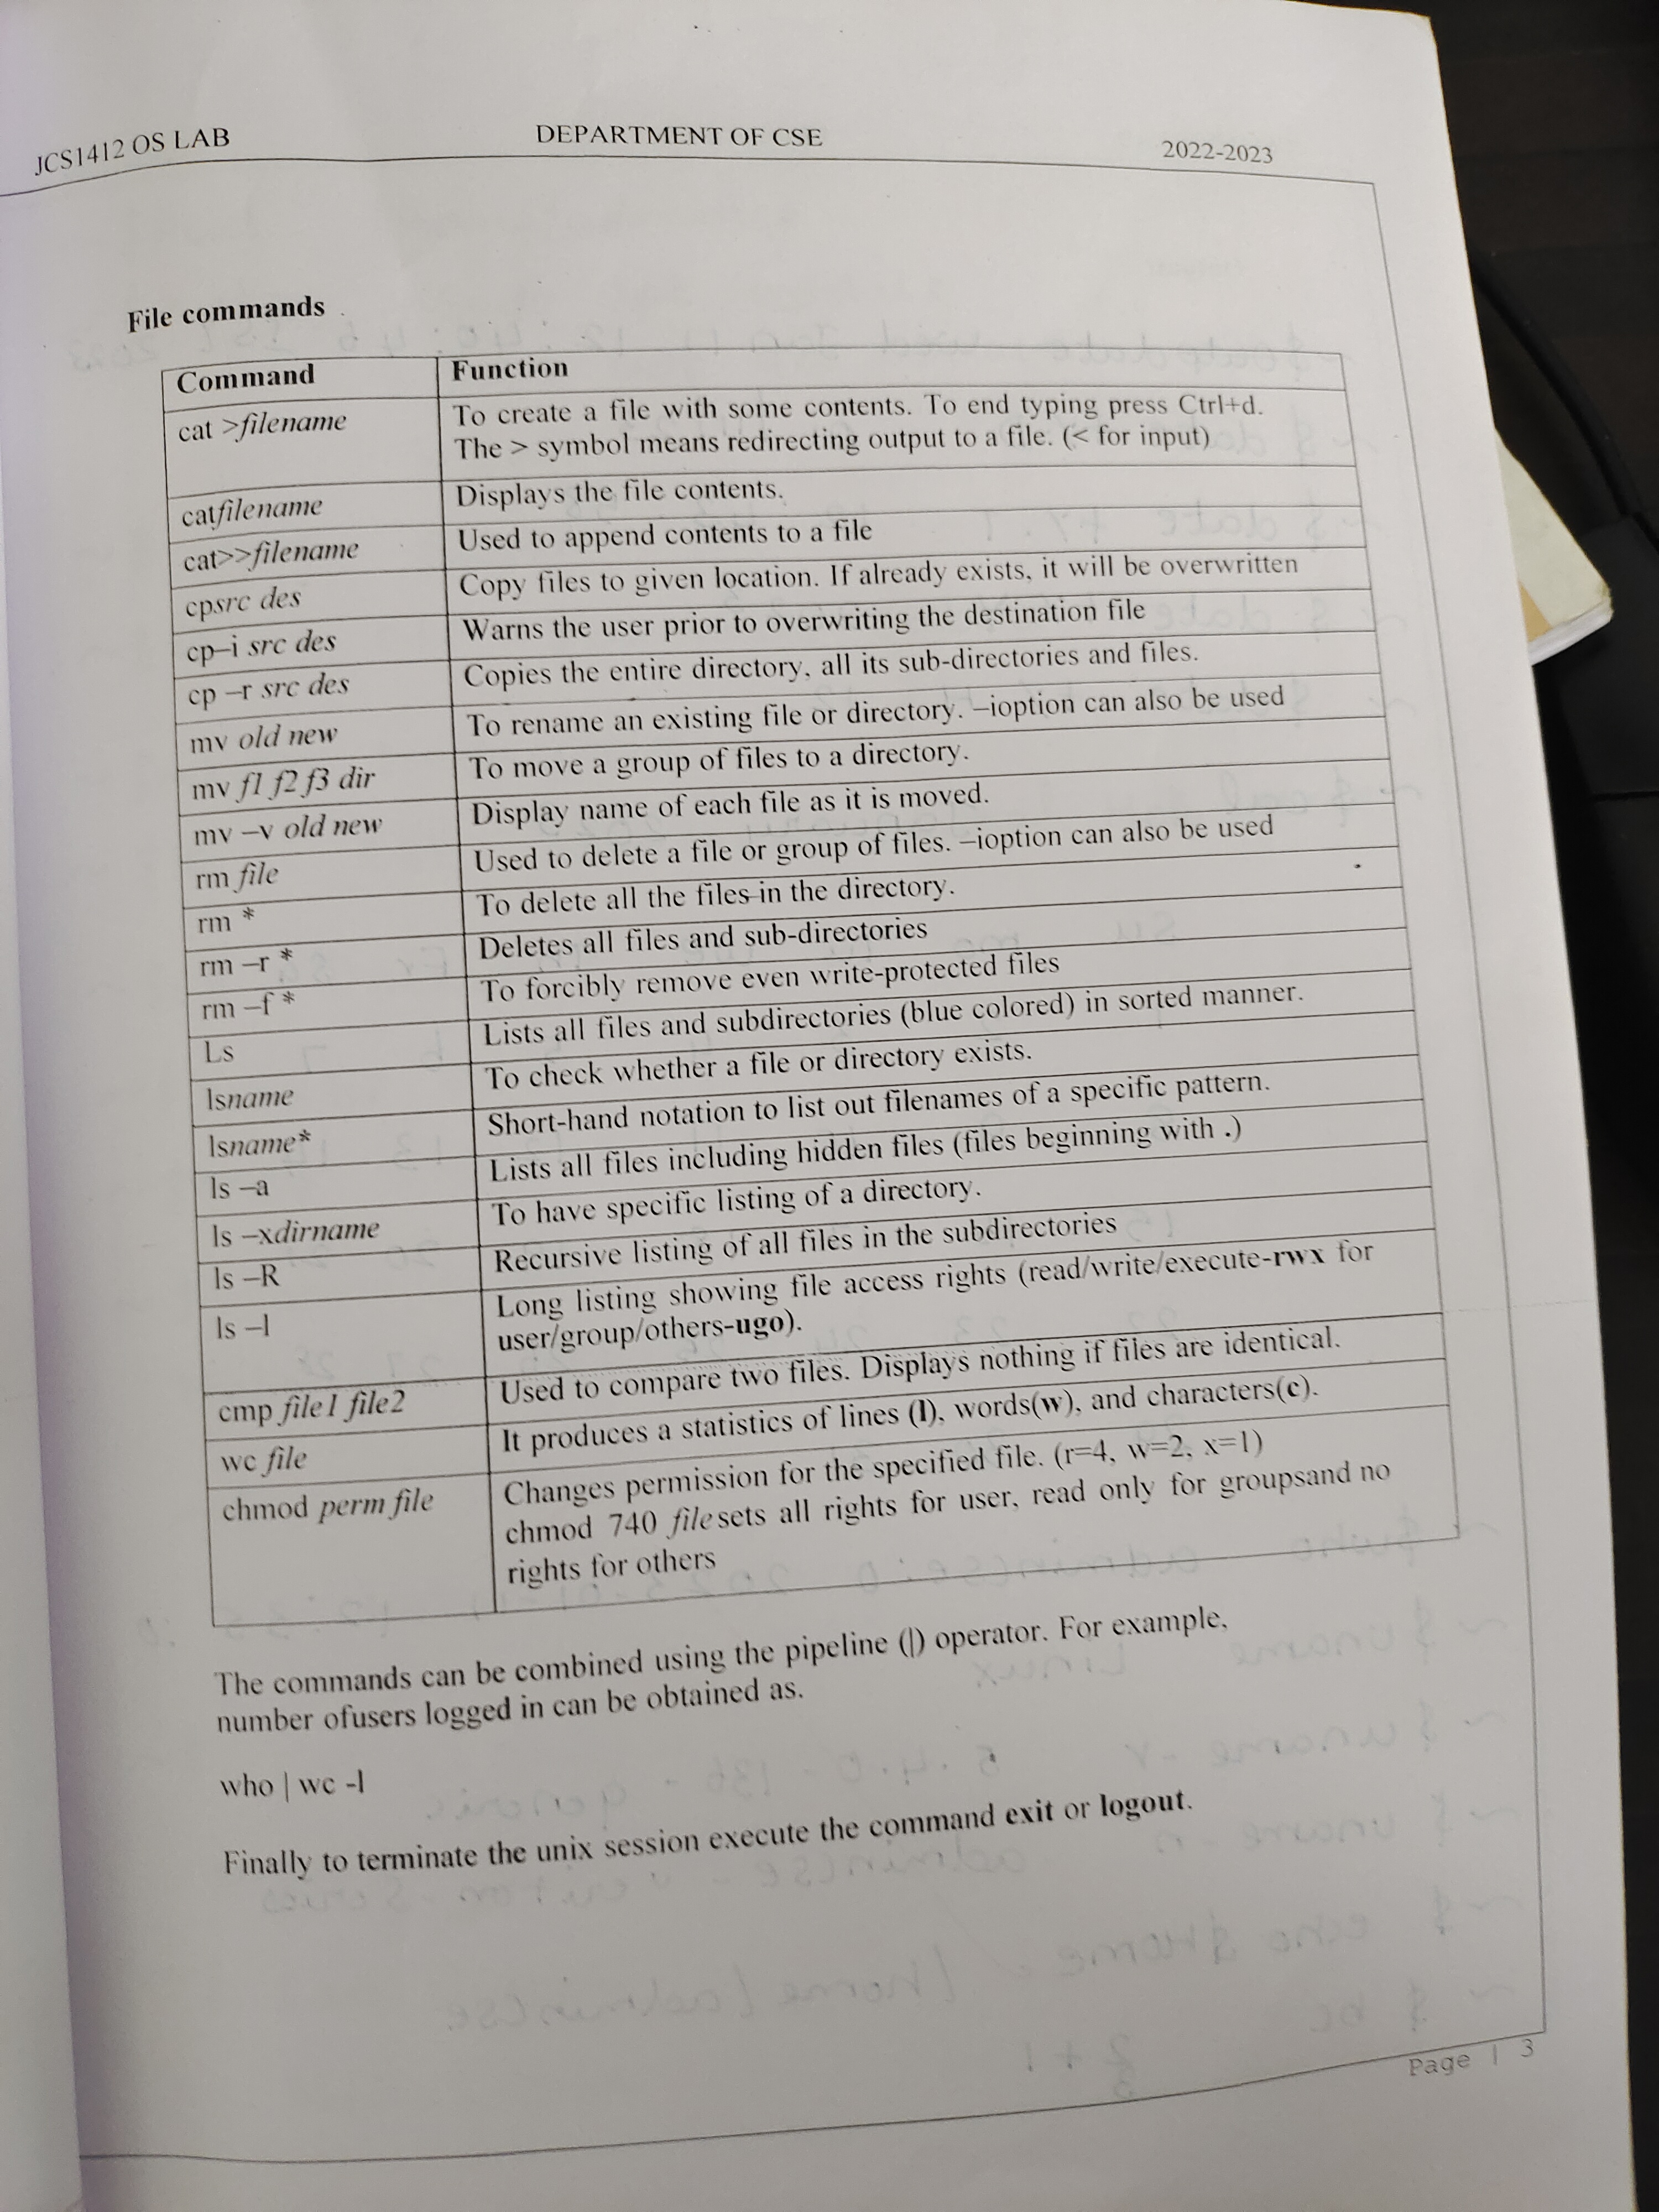 JCS1412 OS LAB DEPARTMENT OF CSE 2022-2023
File commands
Command Function
cat >filename To create a file with some contents. To end typing press Ctrl+d.
The > symbol means redirecting output to a file. (< for input)
catfilename Displays the file contents.
cat>>filename Used to append contents to a file
cpsrc des Copy files to given location. If already exists, it will be overwritten
cp–i src des Warns the user prior to overwriting the destination file
cp –r src des Copies the entire directory, all its sub-directories and files.
mv old new To rename an existing file or directory. –ioption can also be used
mv f1 f2 f3 dir To move a group of files to a directory.
mv –v old new Display name of each file as it is moved.
rm file Used to delete a file or group of files. –ioption can also be used
rm * To delete all the files in the directory.
rm –r * Deletes all files and sub-directories
rm –f * To forcibly remove even write-protected files
Ls Lists all files and subdirectories (blue colored) in sorted manner.
lsname To check whether a file or directory exists.
lsname* Short-hand notation to list out filenames of a specific pattern.
ls –a Lists all files including hidden files (files beginning with .)
ls –xdirname To have specific listing of a directory.
ls –R Recursive listing of all files in the subdirectories
ls –l Long listing showing file access rights (read/write/execute-rwx for
user/group/others-ugo).
cmp file1 file2 Used to compare two files. Displays nothing if files are identical.
wc file It produces a statistics of lines (l), words(w), and characters(c).
chmod perm file Changes permission for the specified file. (r=4, w=2, x=1)
chmod 740 file sets all rights for user, read only for groupsand no
rights for others
The commands can be combined using the pipeline (|) operator. For example,
number ofusers logged in can be obtained as.
who | wc -l
Finally to terminate the unix session execute the command exit or logout.
Page | 3